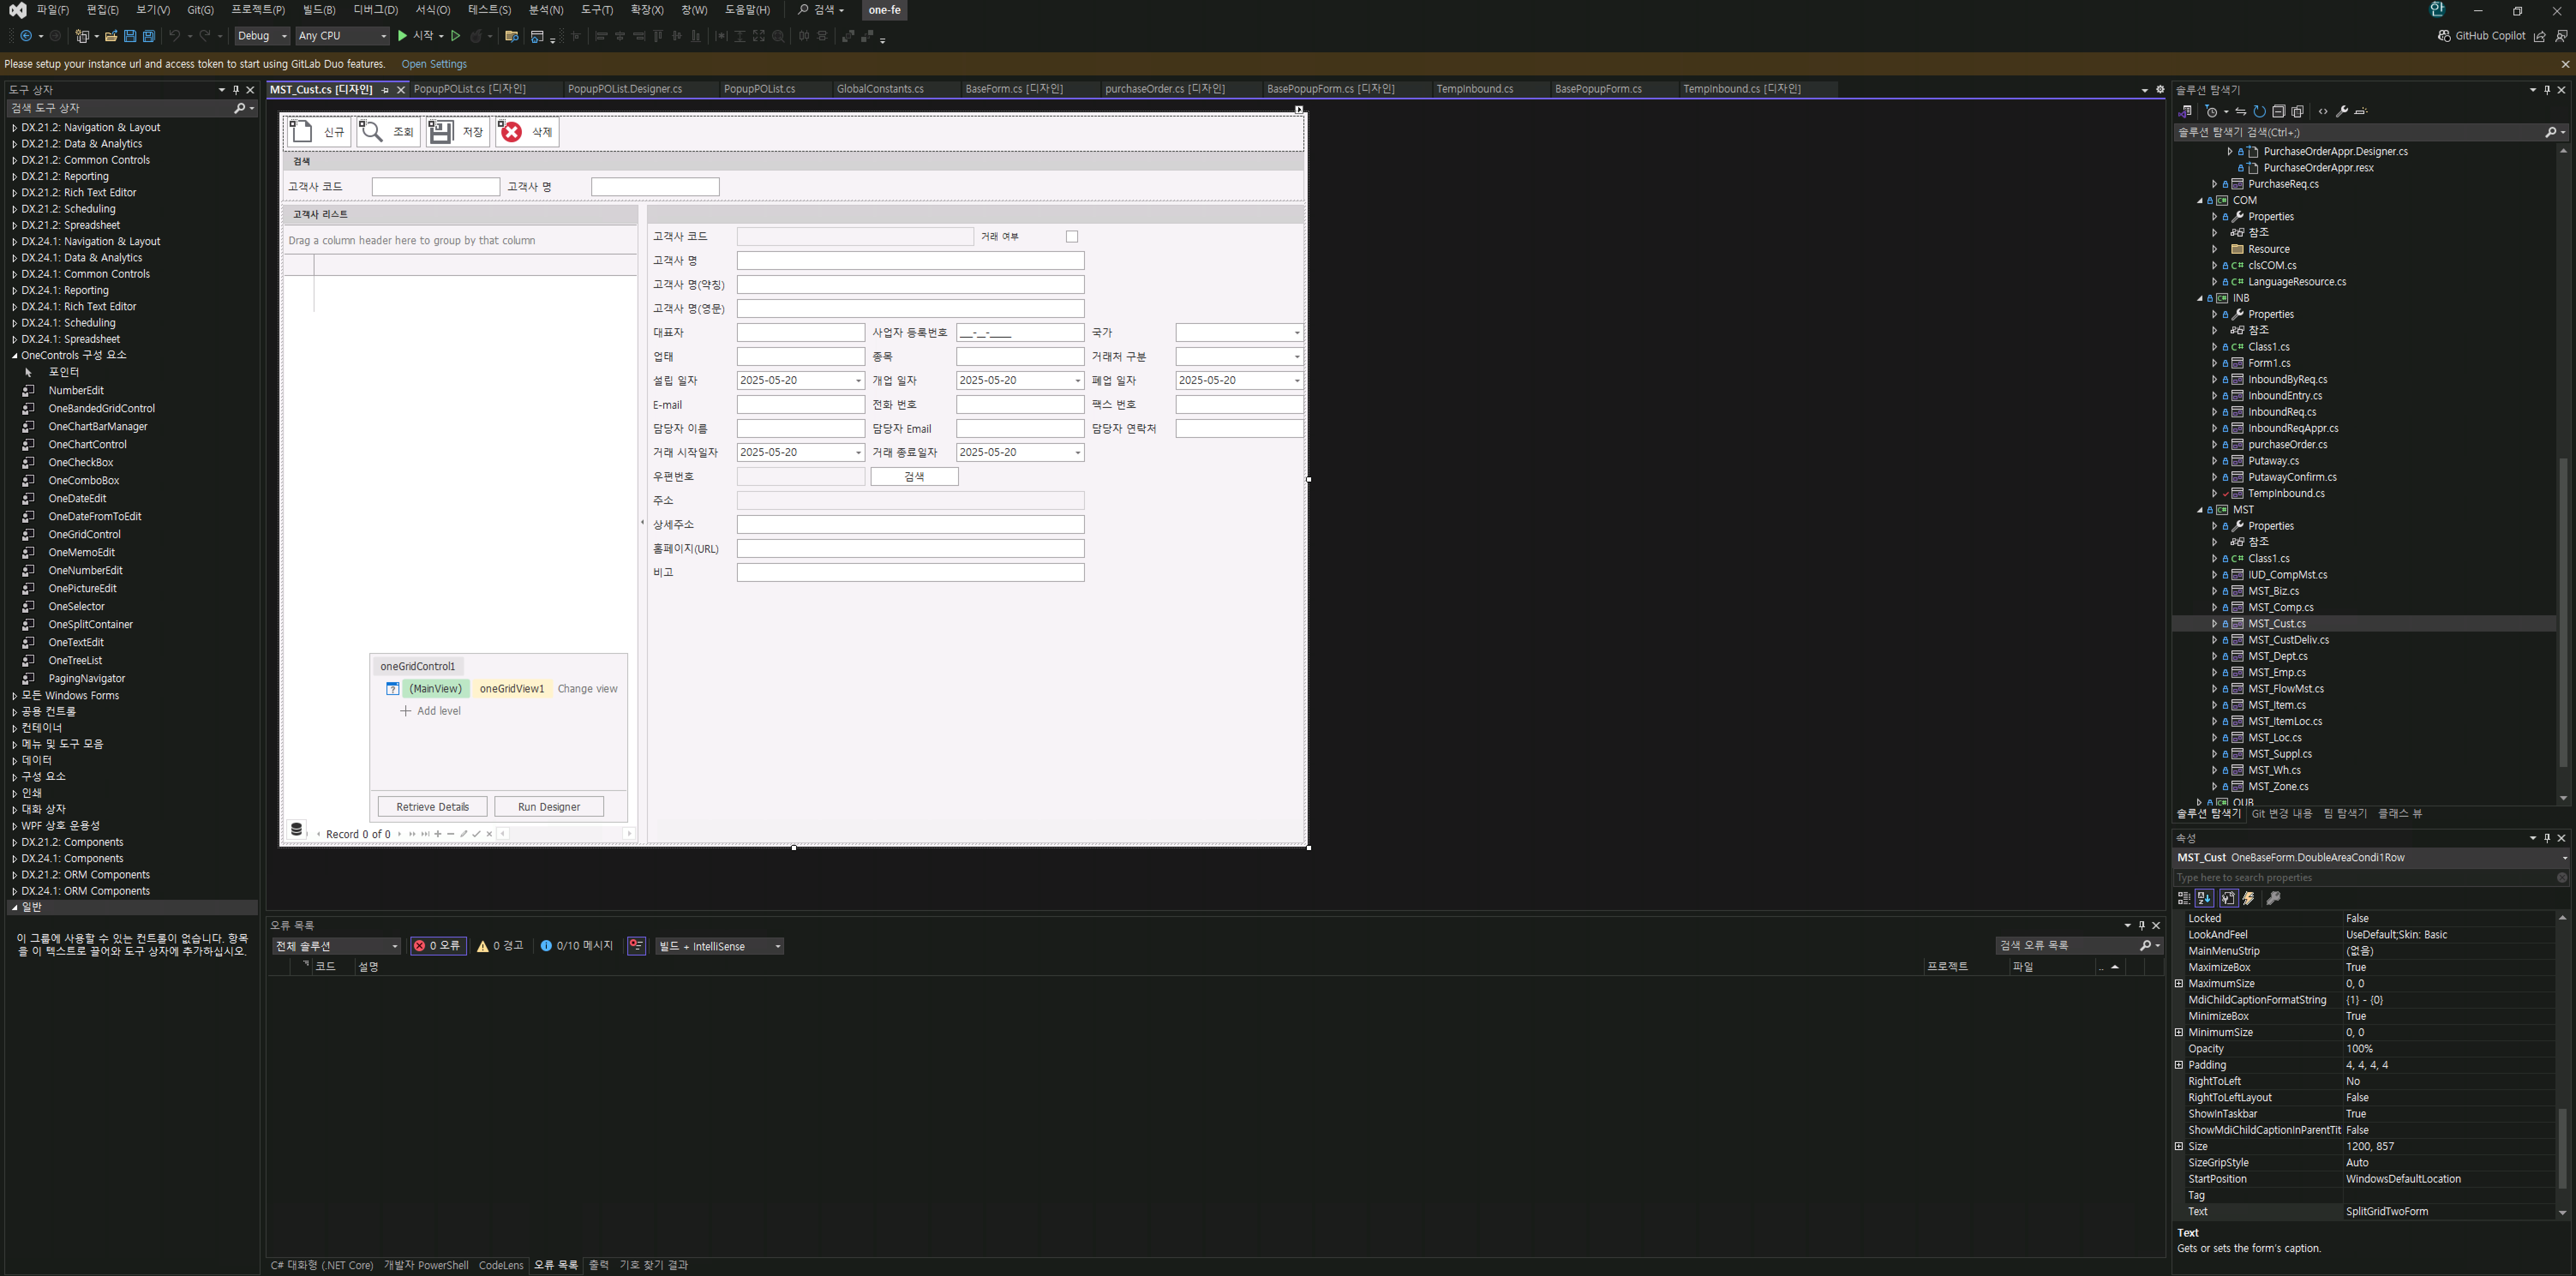 파일(F) 편집(E) 보기(V) Git(G) 프로젝트(P) 빌드(B) 디버그(D) 서식(O) 테스트(S) 분석(N) 도구(T) 확장(X) 창(W) 도움말(H) 검색 one-fe 안
Debug Any CPU 시작 GitHub Copilot
Please setup your instance url and access token to start using GitLab Duo features. Open Settings
도구 상자
검색 도구 상자
DX.21.2: Navigation & Layout
DX.21.2: Data & Analytics
DX.21.2: Common Controls
DX.21.2: Reporting
DX.21.2: Rich Text Editor
DX.21.2: Scheduling
DX.21.2: Spreadsheet
DX.24.1: Navigation & Layout
DX.24.1: Data & Analytics
DX.24.1: Common Controls
DX.24.1: Reporting
DX.24.1: Rich Text Editor
DX.24.1: Scheduling
DX.24.1: Spreadsheet
OneControls 구성 요소
포인터
NumberEdit
OneBandedGridControl
OneChartBarManager
OneChartControl
OneCheckBox
OneComboBox
OneDateEdit
OneDateFromToEdit
OneGridControl
OneMemoEdit
OneNumberEdit
OnePictureEdit
OneSelector
OneSplitContainer
OneTextEdit
OneTreeList
PagingNavigator
모든 Windows Forms
공용 컨트롤
컨테이너
메뉴 및 도구 모음
데이터
구성 요소
인쇄
대화 상자
WPF 상호 운용성
DX.21.2: Components
DX.24.1: Components
DX.21.2: ORM Components
DX.24.1: ORM Components
일반
이 그룹에 사용할 수 있는 컨트롤이 없습니다. 항목
을 이 텍스트로 끌어와 도구 상자에 추가하십시오.
MST_Cust.cs [디자인] PopupPOList.cs [디자인] PopupPOList.Designer.cs PopupPOList.cs GlobalConstants.cs BaseForm.cs [디자인] purchaseOrder.cs [디자인] BasePopupForm.cs [디자인] TempInbound.cs BasePopupForm.cs TempInbound.cs [디자인]
신규 조회 저장 삭제
검색
고객사 코드 고객사 명
고객사 리스트
Drag a column header here to group by that column
고객사 코드 거래 여부
고객사 명
고객사 명(약칭)
고객사 명(영문)
대표자 사업자 등록번호 ___-__-_____ 국가
업태 종목 거래처 구분
설립 일자 2025-05-20 개업 일자 2025-05-20 폐업 일자 2025-05-20
E-mail 전화 번호 팩스 번호
담당자 이름 담당자 Email 담당자 연락처
거래 시작일자 2025-05-20 거래 종료일자 2025-05-20
우편번호 검색
주소
상세주소
홈페이지(URL)
비고
oneGridControl1
(MainView) oneGridView1 Change view
Add level
Retrieve Details Run Designer
Record 0 of 0
오류 목록
전체 솔루션 0 오류 0 경고 0/10 메시지 빌드 + IntelliSense 검색 오류 목록
코드 설명 프로젝트 파일 ..
C# 대화형 (.NET Core) 개발자 PowerShell CodeLens 오류 목록 출력 기호 찾기 결과
솔루션 탐색기
솔루션 탐색기 검색(Ctrl+;)
PurchaseOrderAppr.Designer.cs
PurchaseOrderAppr.resx
PurchaseReq.cs
COM
Properties
참조
Resource
clsCOM.cs
LanguageResource.cs
INB
Properties
참조
Class1.cs
Form1.cs
InboundByReq.cs
InboundEntry.cs
InboundReq.cs
InboundReqAppr.cs
purchaseOrder.cs
Putaway.cs
PutawayConfirm.cs
TempInbound.cs
MST
Properties
참조
Class1.cs
IUD_CompMst.cs
MST_Biz.cs
MST_Comp.cs
MST_Cust.cs
MST_CustDeliv.cs
MST_Dept.cs
MST_Emp.cs
MST_FlowMst.cs
MST_Item.cs
MST_ItemLoc.cs
MST_Loc.cs
MST_Suppl.cs
MST_Wh.cs
MST_Zone.cs
OUB
솔루션 탐색기 Git 변경 내용 팀 탐색기 클래스 뷰
속성
MST_Cust OneBaseForm.DoubleAreaCondi1Row
Type here to search properties
Locked False
LookAndFeel UseDefault;Skin: Basic
MainMenuStrip (없음)
MaximizeBox True
MaximumSize 0, 0
MdiChildCaptionFormatString {1} - {0}
MinimizeBox True
MinimumSize 0, 0
Opacity 100%
Padding 4, 4, 4, 4
RightToLeft No
RightToLeftLayout False
ShowInTaskbar True
ShowMdiChildCaptionInParentTit False
Size 1200, 857
SizeGripStyle Auto
StartPosition WindowsDefaultLocation
Tag
Text SplitGridTwoForm
Text
Gets or sets the form's caption.